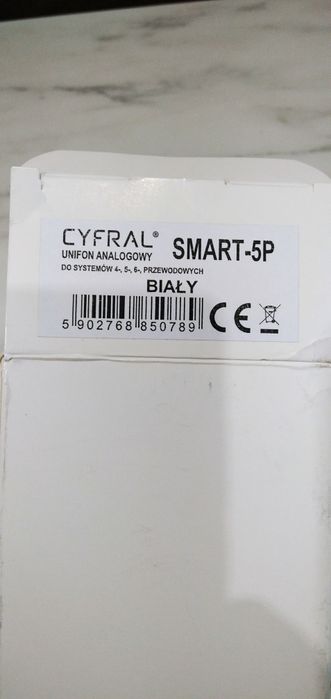 CYFRAL® SMART-5P
UNIFON ANALOGOWY
DO SYSTEMÓW 4-, 5-, 6-, PRZEWODOWYCH
BIAŁY
5 902768 850789
CE